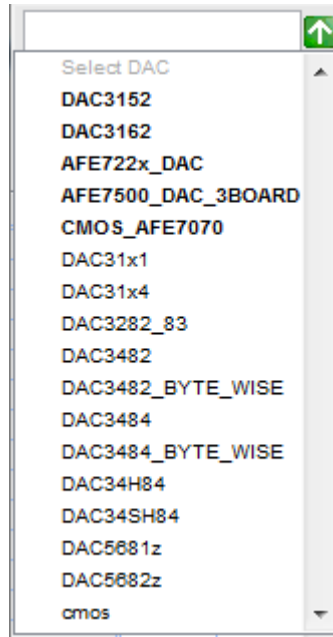 Select DAC
DAC3152
DAC3162
AFE722x_DAC
AFE7500_DAC_3BOARD
CMOS_AFE7070
DAC31x1
DAC31x4
DAC3282_83
DAC3482
DAC3482_BYTE_WISE
DAC3484
DAC3484_BYTE_WISE
DAC34H84
DAC34SH84
DAC5681z
DAC5682z
cmos